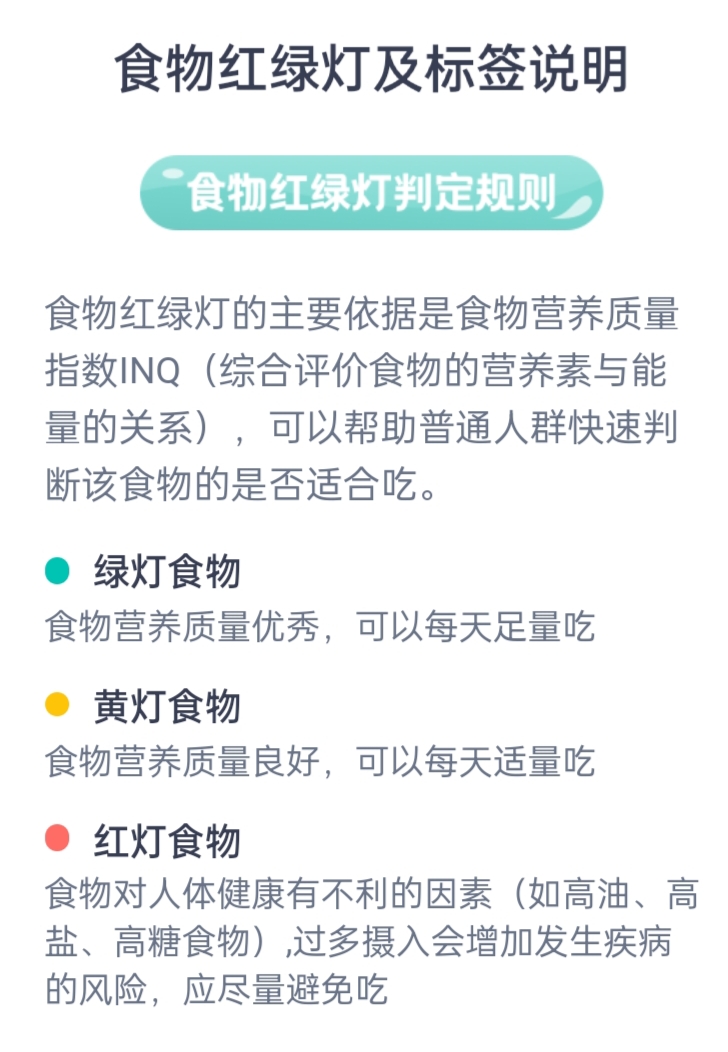 食物红绿灯及标签说明
食物红绿灯判定规则
食物红绿灯的主要依据是食物营养质量
指数INQ（综合评价食物的营养素与能
量的关系），可以帮助普通人群快速判
断该食物的是否适合吃。
绿灯食物
食物营养质量优秀，可以每天足量吃
黄灯食物
食物营养质量良好，可以每天适量吃
红灯食物
食物对人体健康有不利的因素（如高油、高
盐、高糖食物）,过多摄入会增加发生疾病
的风险，应尽量避免吃